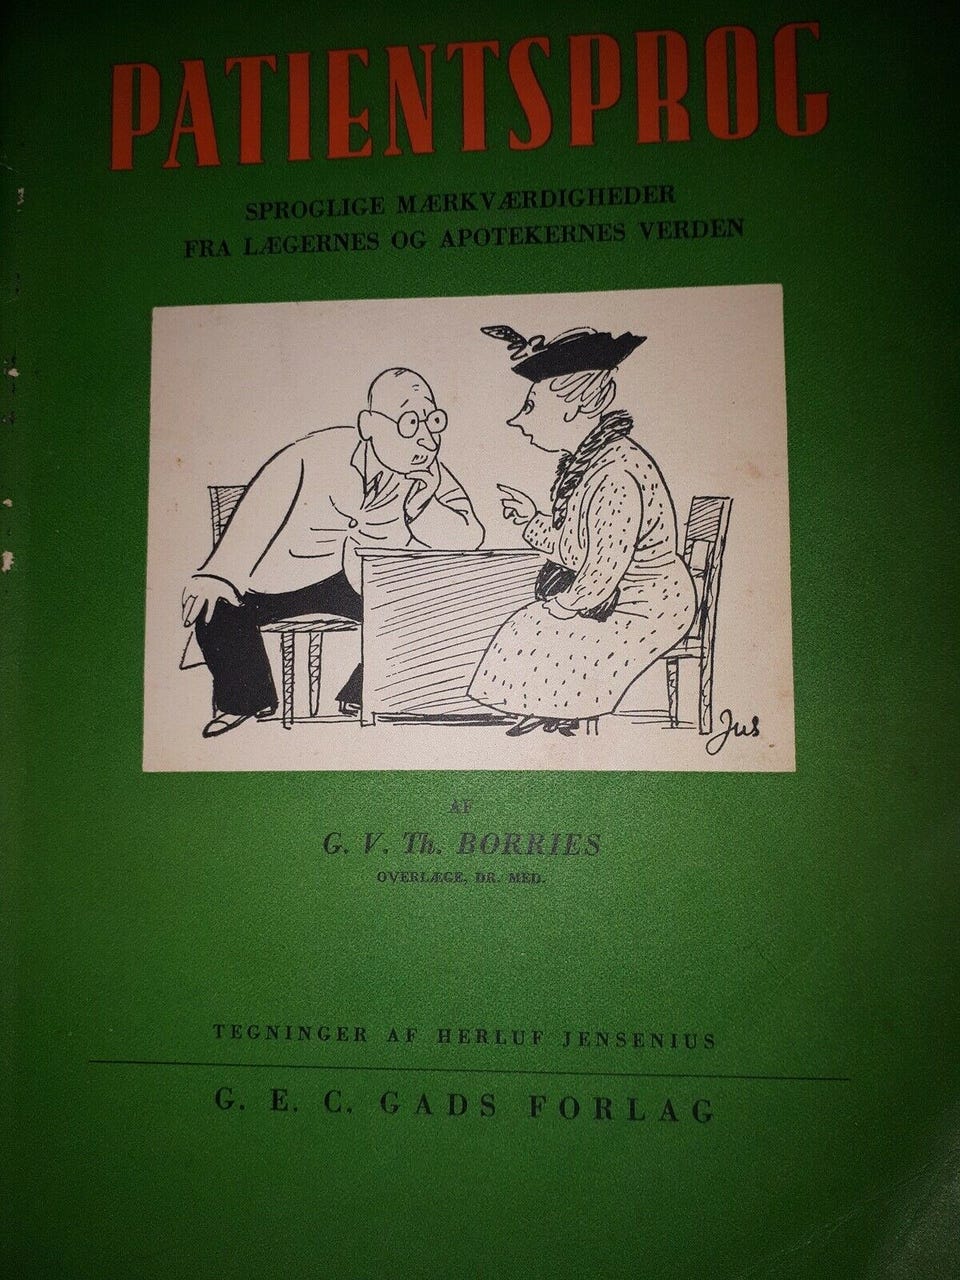 PATIENTSPROG
SPROGLIGE MÆRKVÆRDIGHEDER
FRA LÆGERNES OG APOTEKERNES VERDEN
Jus
AF
G. V. Th. BORRIES
OVERLÆGE, DR. MED.
TEGNINGER AF HERLUF JENSENIUS
G. E. C. GADS FORLAG